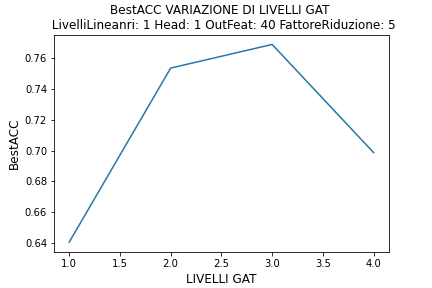 BestACC VARIAZIONE DI LIVELLI GAT
LivelliLineanri: 1 Head: 1 OutFeat: 40 FattoreRiduzione: 5
BestACC
0.76
0.74
0.72
0.70
0.68
0.66
0.64
1.0 1.5 2.0 2.5 3.0 3.5 4.0
LIVELLI GAT